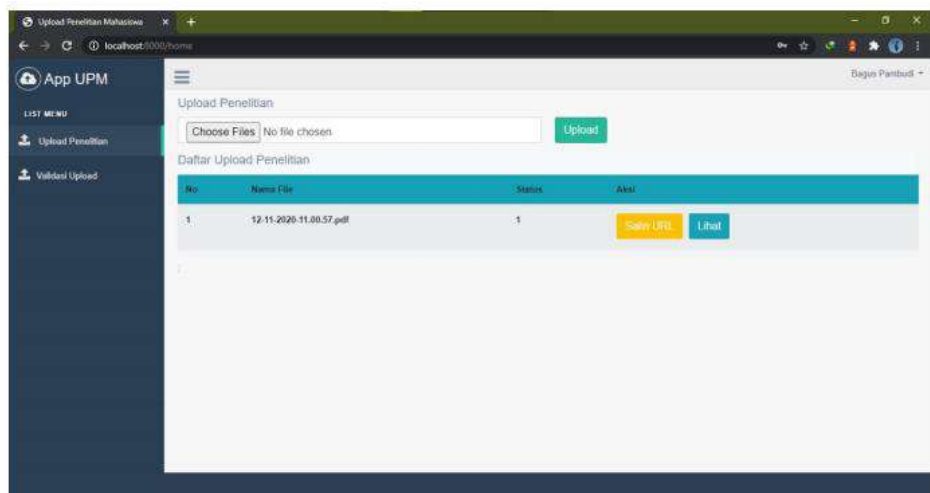 Upload Penelitian Mahasiswa
localhost:8000/home
App UPM
Bagus Pambudi
LIST MENU
Upload Penelitian
Validasi Upload
Upload Penelitian
Choose Files No file chosen
Upload
Daftar Upload Penelitian
No Nama File Status Aksi
1 12-11-2020-11.00.57.pdf 1 Salin URL Lihat